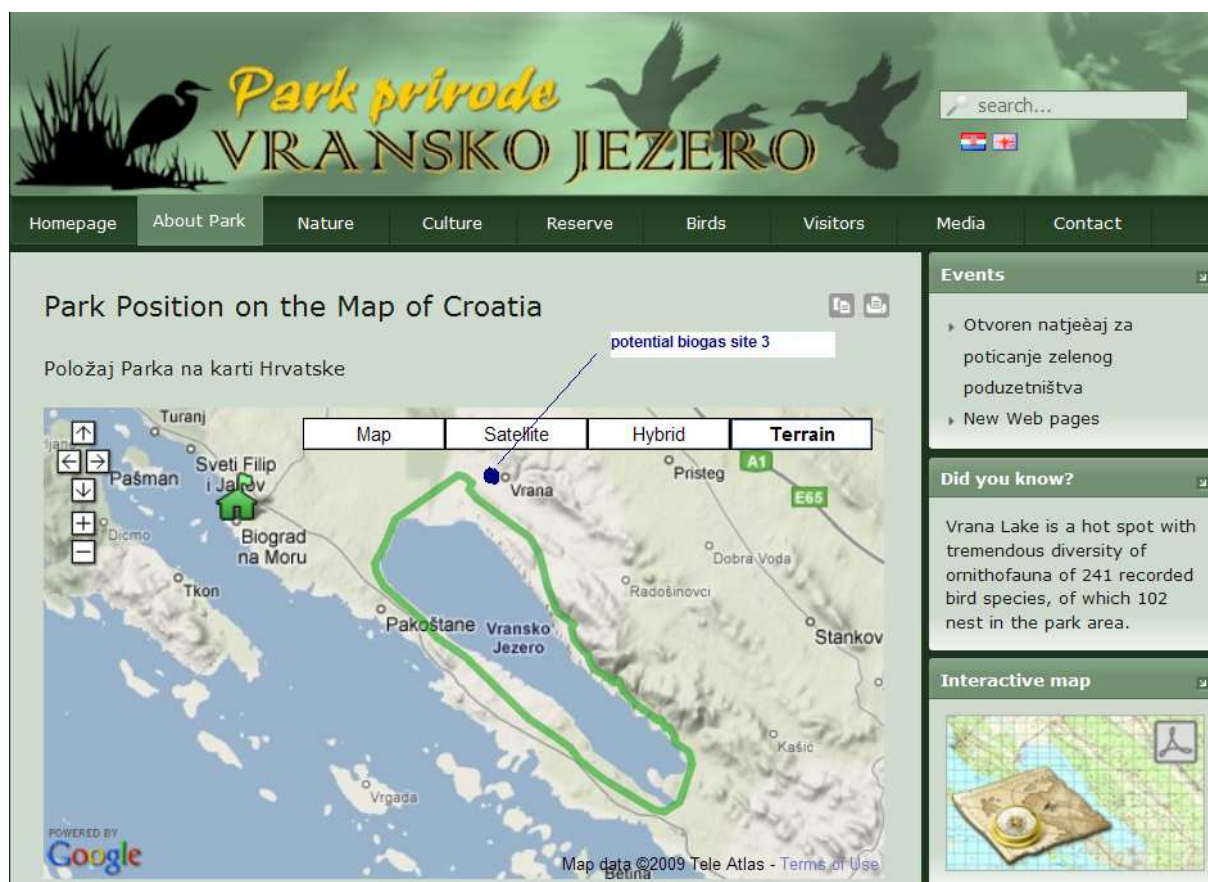 Park prirode
VRANSKO JEZERO
search...
Homepage
About Park
Nature
Culture
Reserve
Birds
Visitors
Media
Contact
Park Position on the Map of Croatia
potential biogas site 3
Položaj Parka na karti Hrvatske
Map
Satellite
Hybrid
Terrain
Turanj
Sveti Filip
i Jakov
Pašman
Biograd
na Moru
Dicmo
Tkon
Vrana
Pristeg
A1
E65
Dobra Voda
Radošinovci
Pakoštane
Vransko
Jezero
Stankov
Kašić
Vrgada
POWERED BY
Google
Map data ©2009 Tele Atlas - Terms of Use
Betina
Events
Otvoren natjeèaj za
poticanje zelenog
poduzetništva
New Web pages
Did you know?
Vrana Lake is a hot spot with
tremendous diversity of
ornithofauna of 241 recorded
bird species, of which 102
nest in the park area.
Interactive map